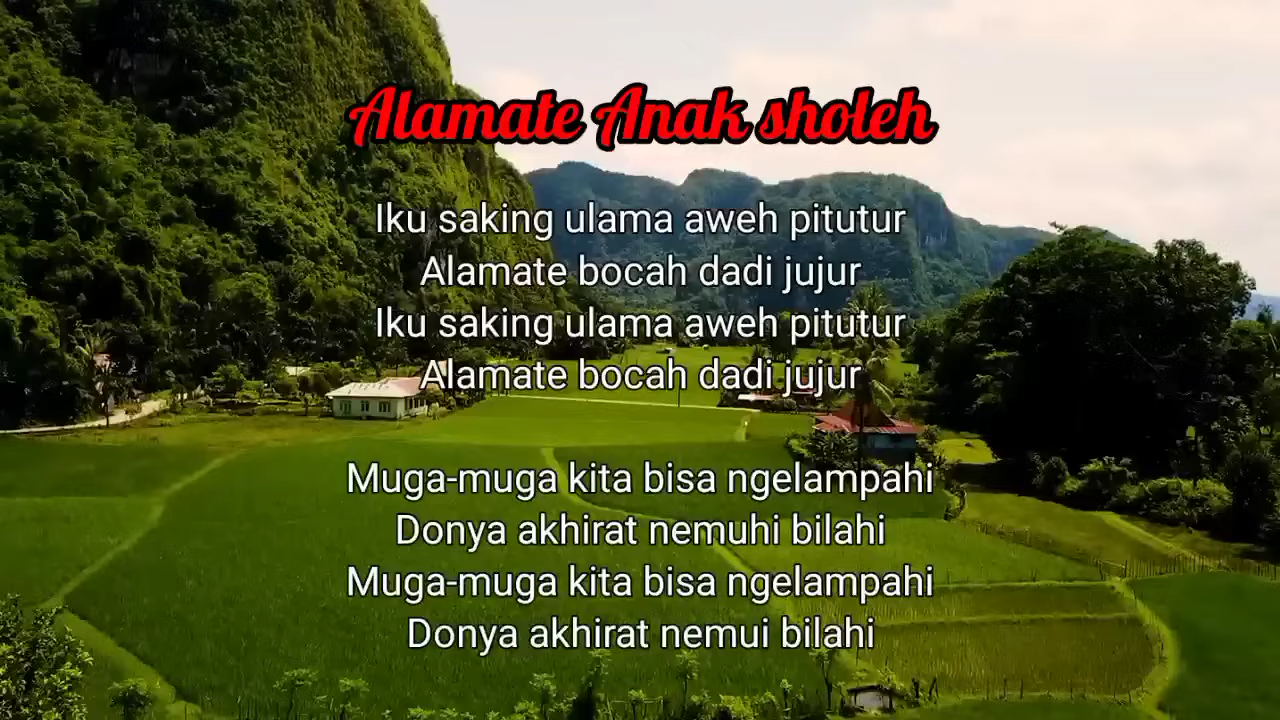 Alamate Anak sholeh
Iku saking ulama aweh pitutur
Alamate bocah dadi jujur
Iku saking ulama aweh pitutur
Alamate bocah dadi jujur
Muga-muga kita bisa ngelampahi
Donya akhirat nemuhi bilahi
Muga-muga kita bisa ngelampahi
Donya akhirat nemui bilahi